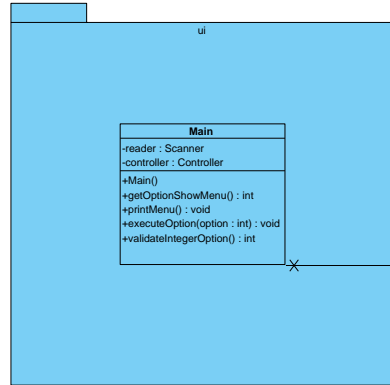 ui
Main
-reader : Scanner
-controller : Controller
+Main()
+getOptionShowMenu() : int
+printMenu() : void
+executeOption(option : int) : void
+validateIntegerOption() : int